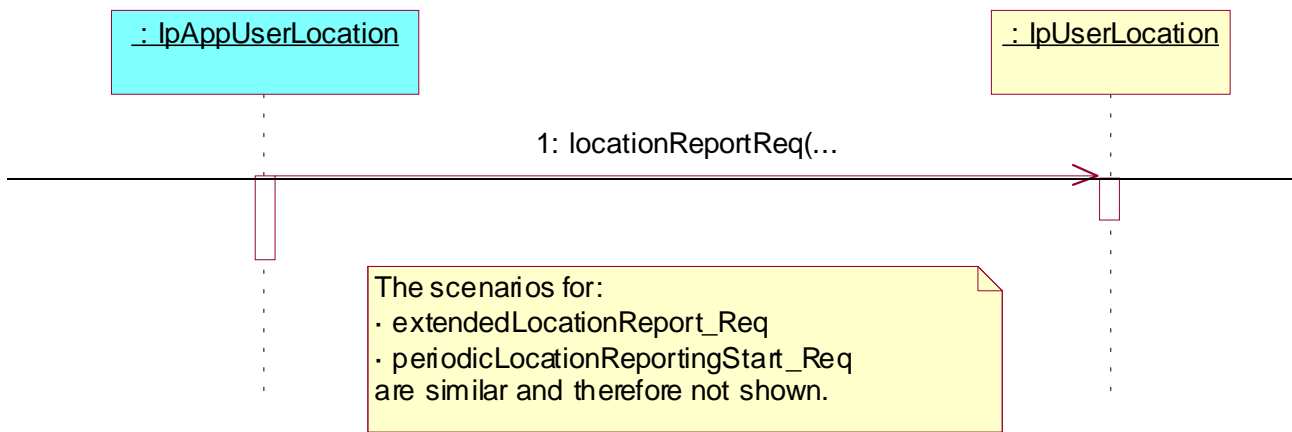 : IpAppUserLocation
: IpUserLocation
1: locationReportReq(...
The scenarios for:
· extendedLocationReport_Req
· periodicLocationReportingStart_Req
are similar and therefore not shown.